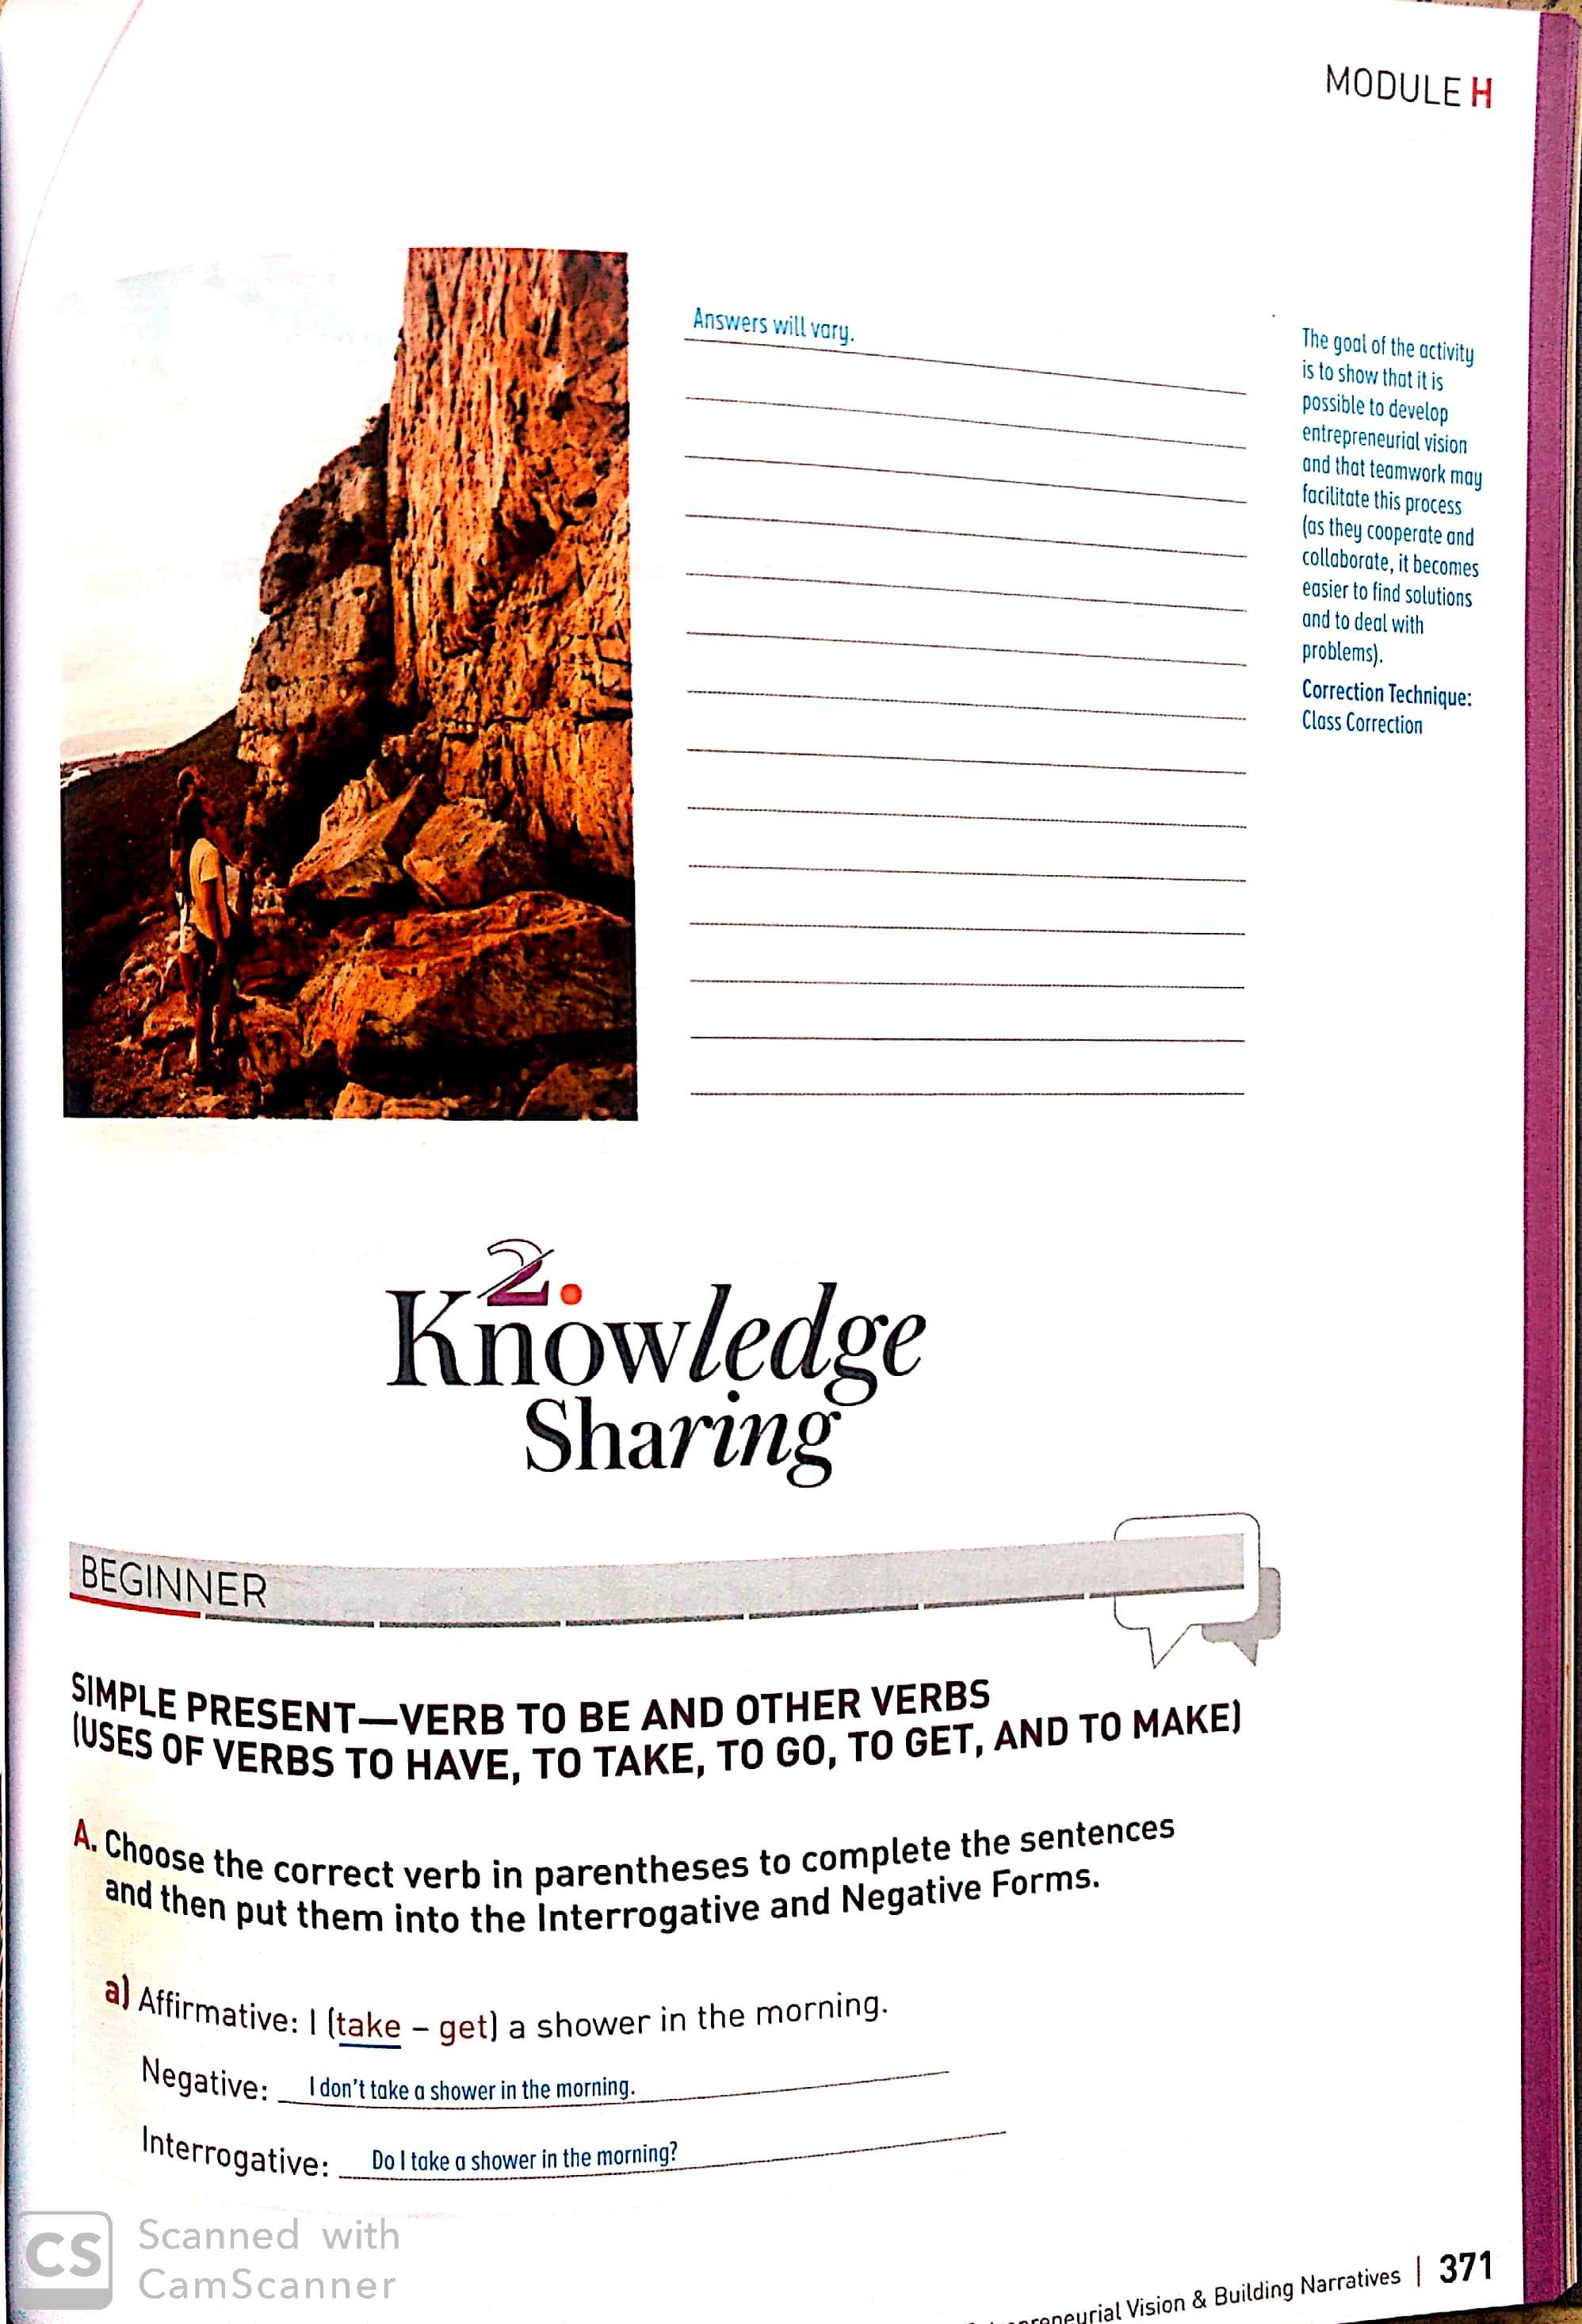 MODULE H
Answers will vary.
The goal of the activity
is to show that it is
possible to develop
entrepreneurial vision
and that teamwork may
facilitate this process
(as they cooperate and
collaborate, it becomes
easier to find solutions
and to deal with
problems).
Correction Technique:
Class Correction
2.
Knowledge
Sharing
BEGINNER
SIMPLE PRESENT—VERB TO BE AND OTHER VERBS
(USES OF VERBS TO HAVE, TO TAKE, TO GO, TO GET, AND TO MAKE)
A. Choose the correct verb in parentheses to complete the sentences
and then put them into the Interrogative and Negative Forms.
a) Affirmative: I (take – get) a shower in the morning.
Negative: I don't take a shower in the morning.
Interrogative: Do I take a shower in the morning?
Vision & Building Narratives | 371
CS Scanned with
CamScanner